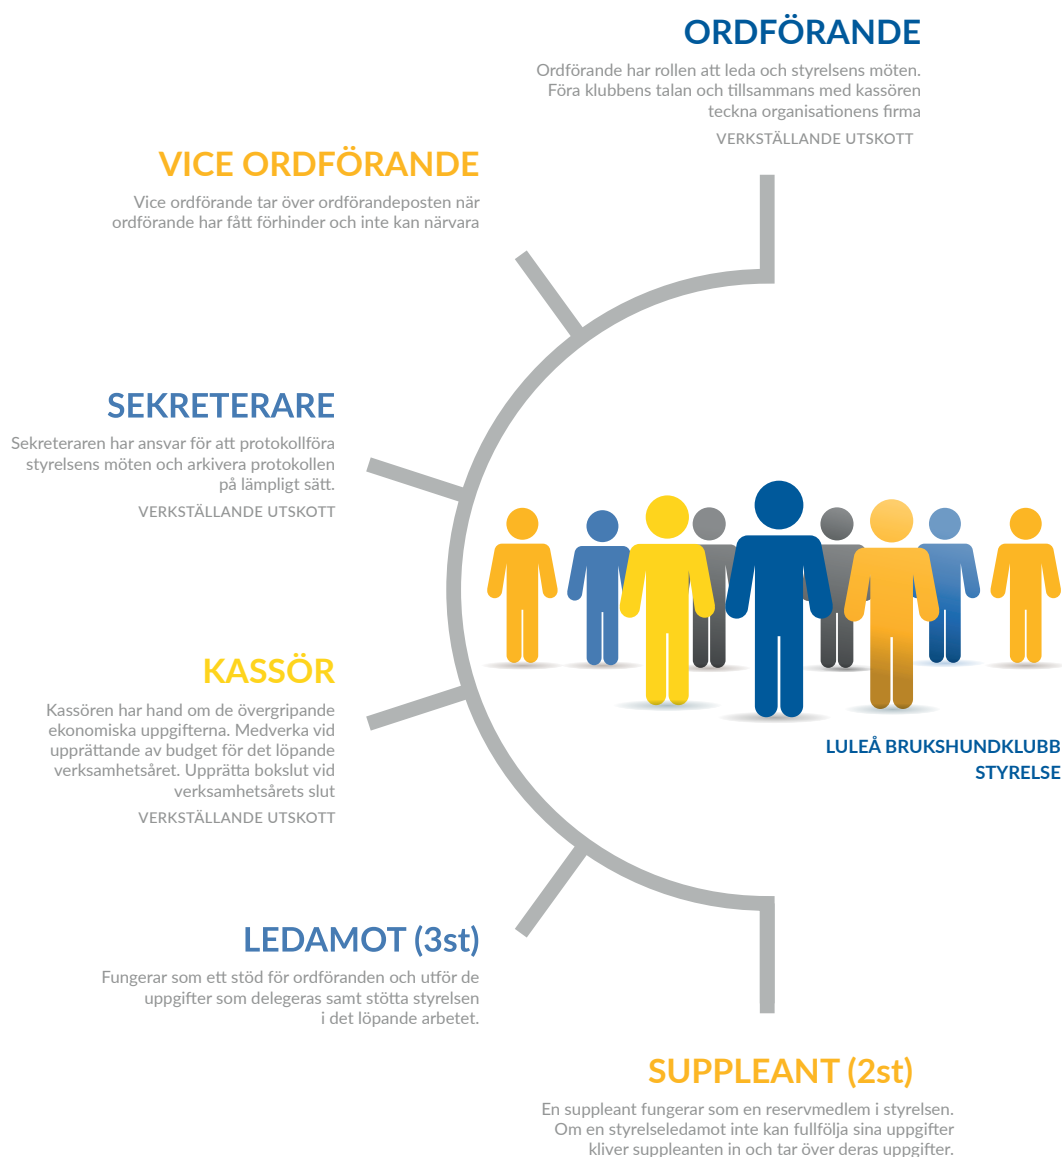 ORDFÖRANDE
Ordförande har rollen att leda och styrelsens möten.
Föra klubbens talan och tillsammans med kassören
teckna organisationens firma
VERKSTÄLLANDE UTSKOTT
VICE ORDFÖRANDE
Vice ordförande tar över ordförandeposten när
ordförande har fått förhinder och inte kan närvara
SEKRETERARE
Sekreteraren har ansvar för att protokollföra
styrelsens möten och arkivera protokollen
på lämpligt sätt.
VERKSTÄLLANDE UTSKOTT
KASSÖR
Kassören har hand om de övergripande
ekonomiska uppgifterna. Medverka vid
upprättande av budget för det löpande
verksamhetsåret. Upprätta bokslut vid
verksamhetsårets slut
VERKSTÄLLANDE UTSKOTT
LULEÅ BRUKSHUNDKLUBB
STYRELSE
LEDAMOT (3st)
Fungerar som ett stöd för ordföranden och utför de
uppgifter som delegeras samt stötta styrelsen
i det löpande arbetet.
SUPPLEANT (2st)
En suppleant fungerar som en reservmedlem i styrelsen.
Om en styrelseledamot inte kan fullfölja sina uppgifter
kliver suppleanten in och tar över deras uppgifter.